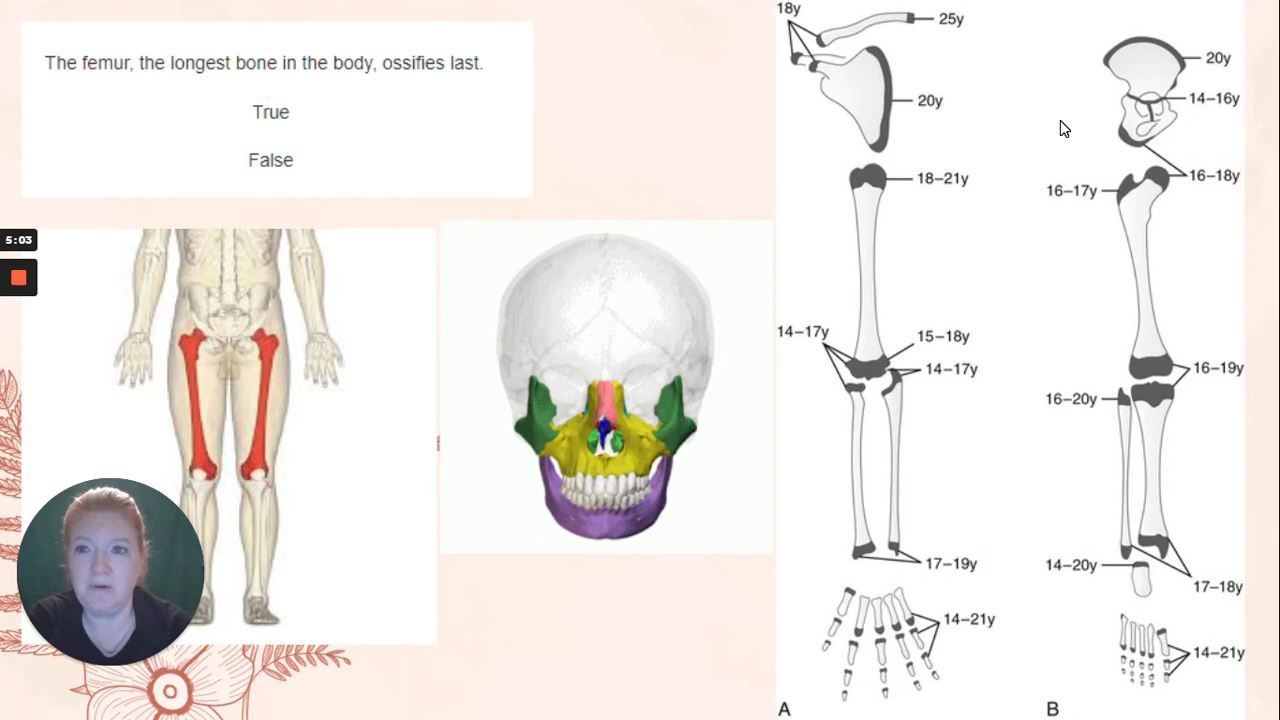 The femur, the longest bone in the body, ossifies last.
True
False
5:03
18y
25y
20y
18–21y
14–17y
15–18y
14–17y
17–19y
14–21y
A
20y
14–16y
16–18y
16–17y
16–19y
16–20y
14–20y
17–18y
14–21y
B